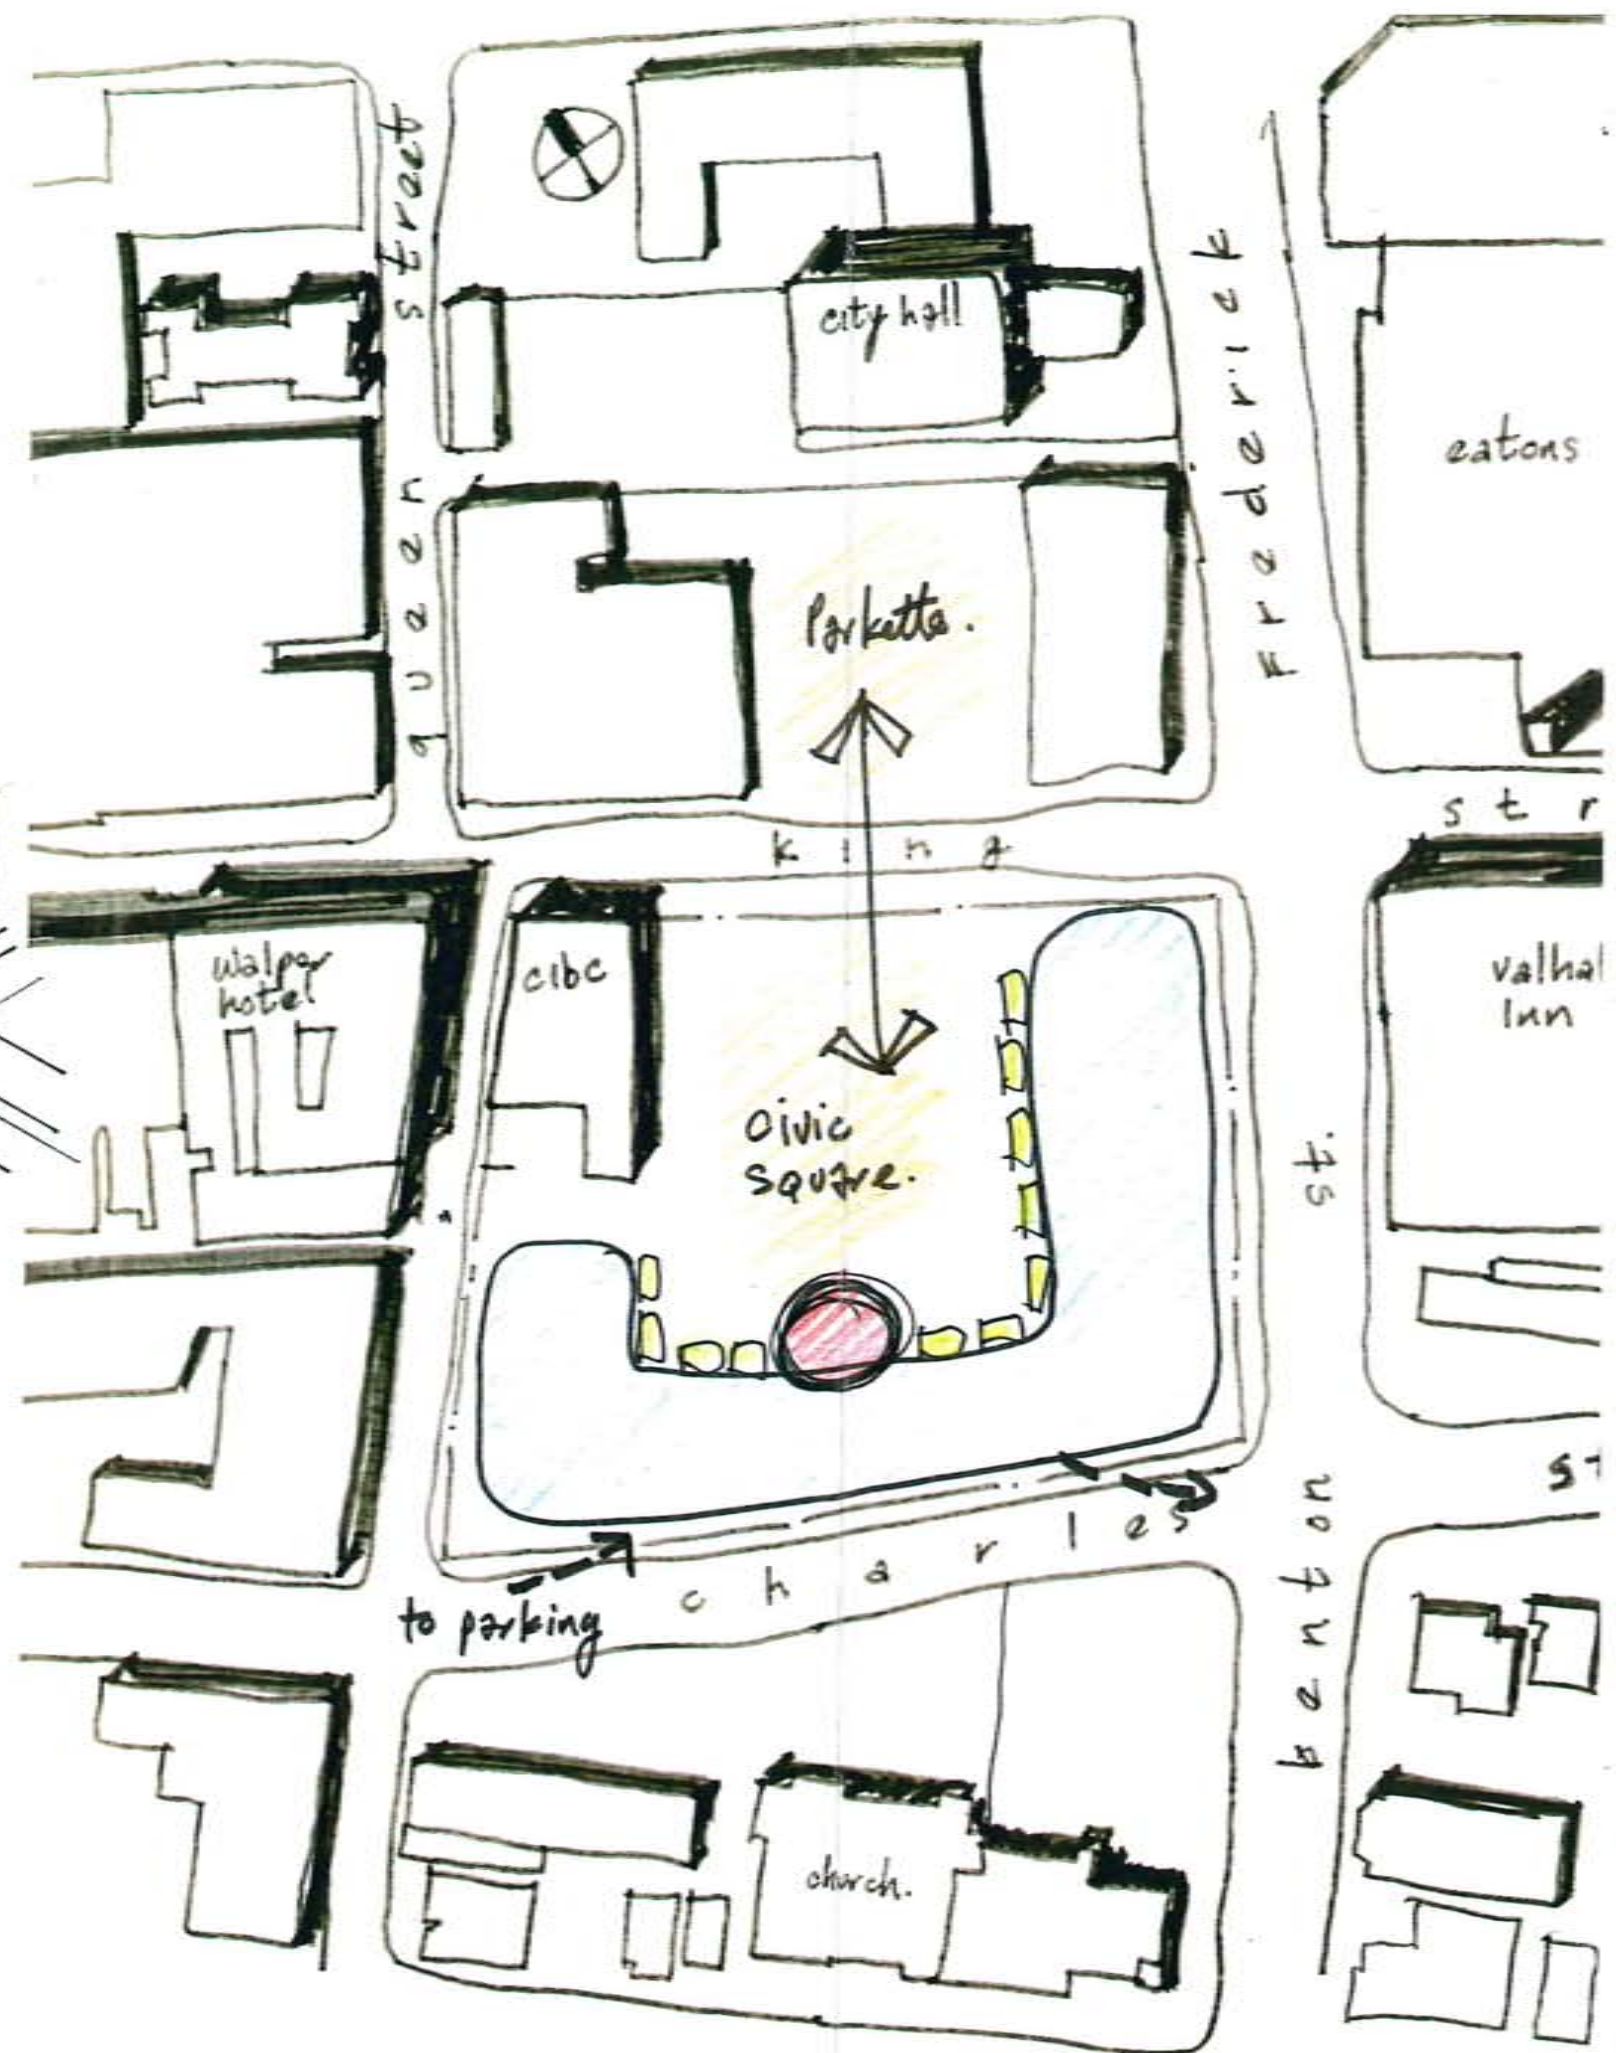 street
city hall
Frederick
eatons
queen
Parkette.
king
str
walper
hotel
cibc
valhal
Inn
Civic
Square.
st.
st
charles
to parking
benton
church.